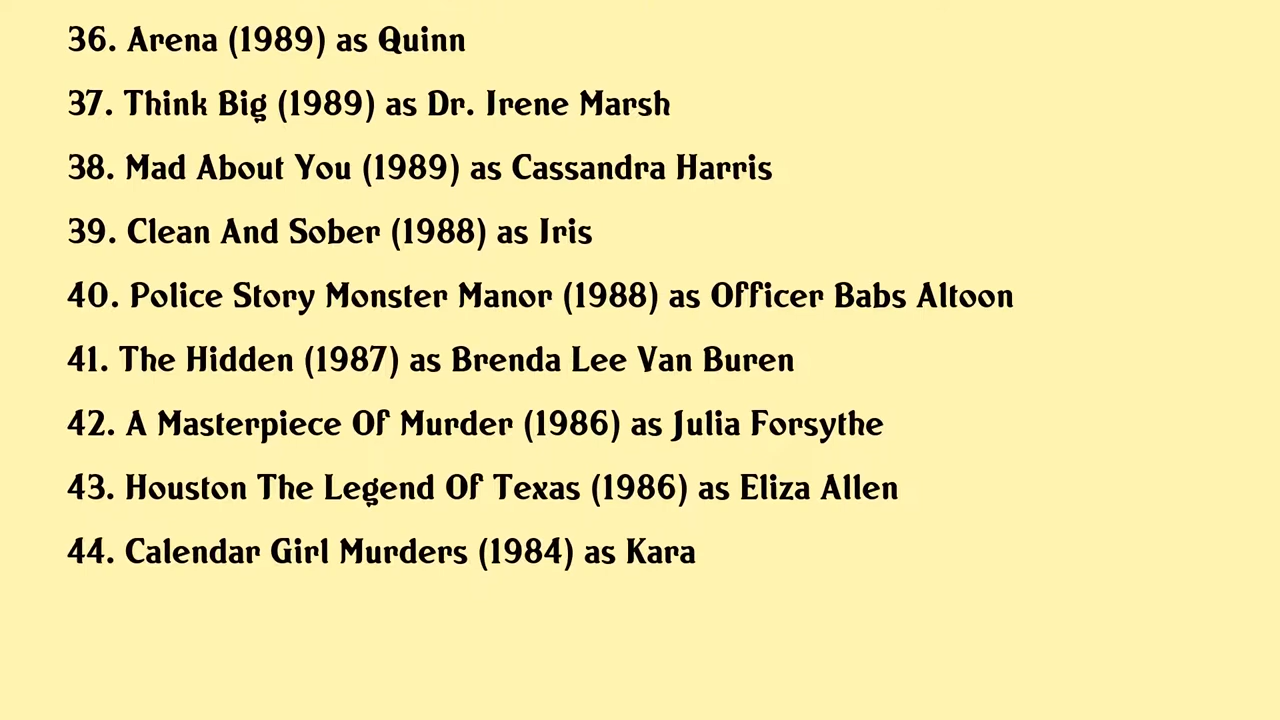 36. Arena (1989) as Quinn
37. Think Big (1989) as Dr. Irene Marsh
38. Mad About You (1989) as Cassandra Harris
39. Clean And Sober (1988) as Iris
40. Police Story Monster Manor (1988) as Officer Babs Altoon
41. The Hidden (1987) as Brenda Lee Van Buren
42. A Masterpiece Of Murder (1986) as Julia Forsythe
43. Houston The Legend Of Texas (1986) as Eliza Allen
44. Calendar Girl Murders (1984) as Kara